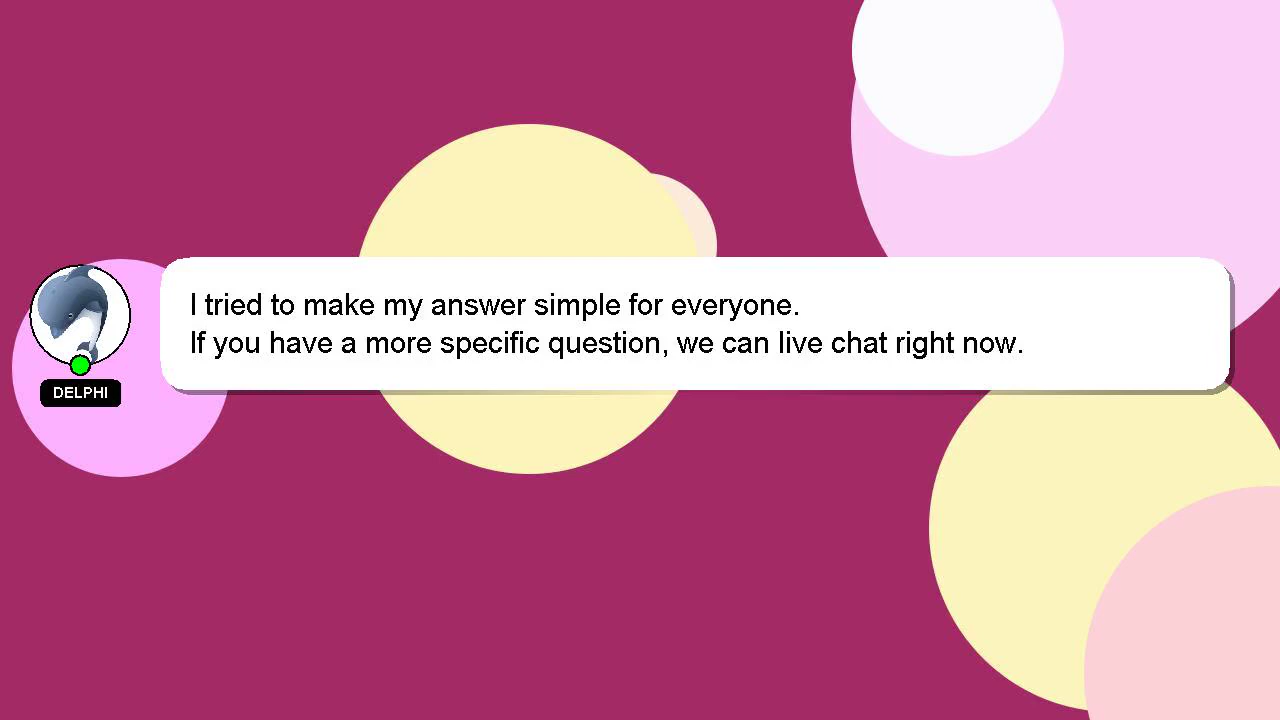 I tried to make my answer simple for everyone.
If you have a more specific question, we can live chat right now.
DELPHI